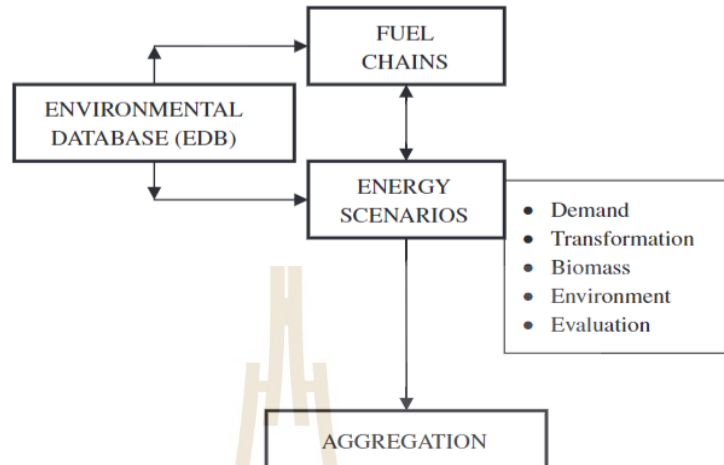 FUEL
CHAINS
ENVIRONMENTAL
DATABASE (EDB)
ENERGY
SCENARIOS
● Demand
● Transformation
● Biomass
● Environment
● Evaluation
AGGREGATION